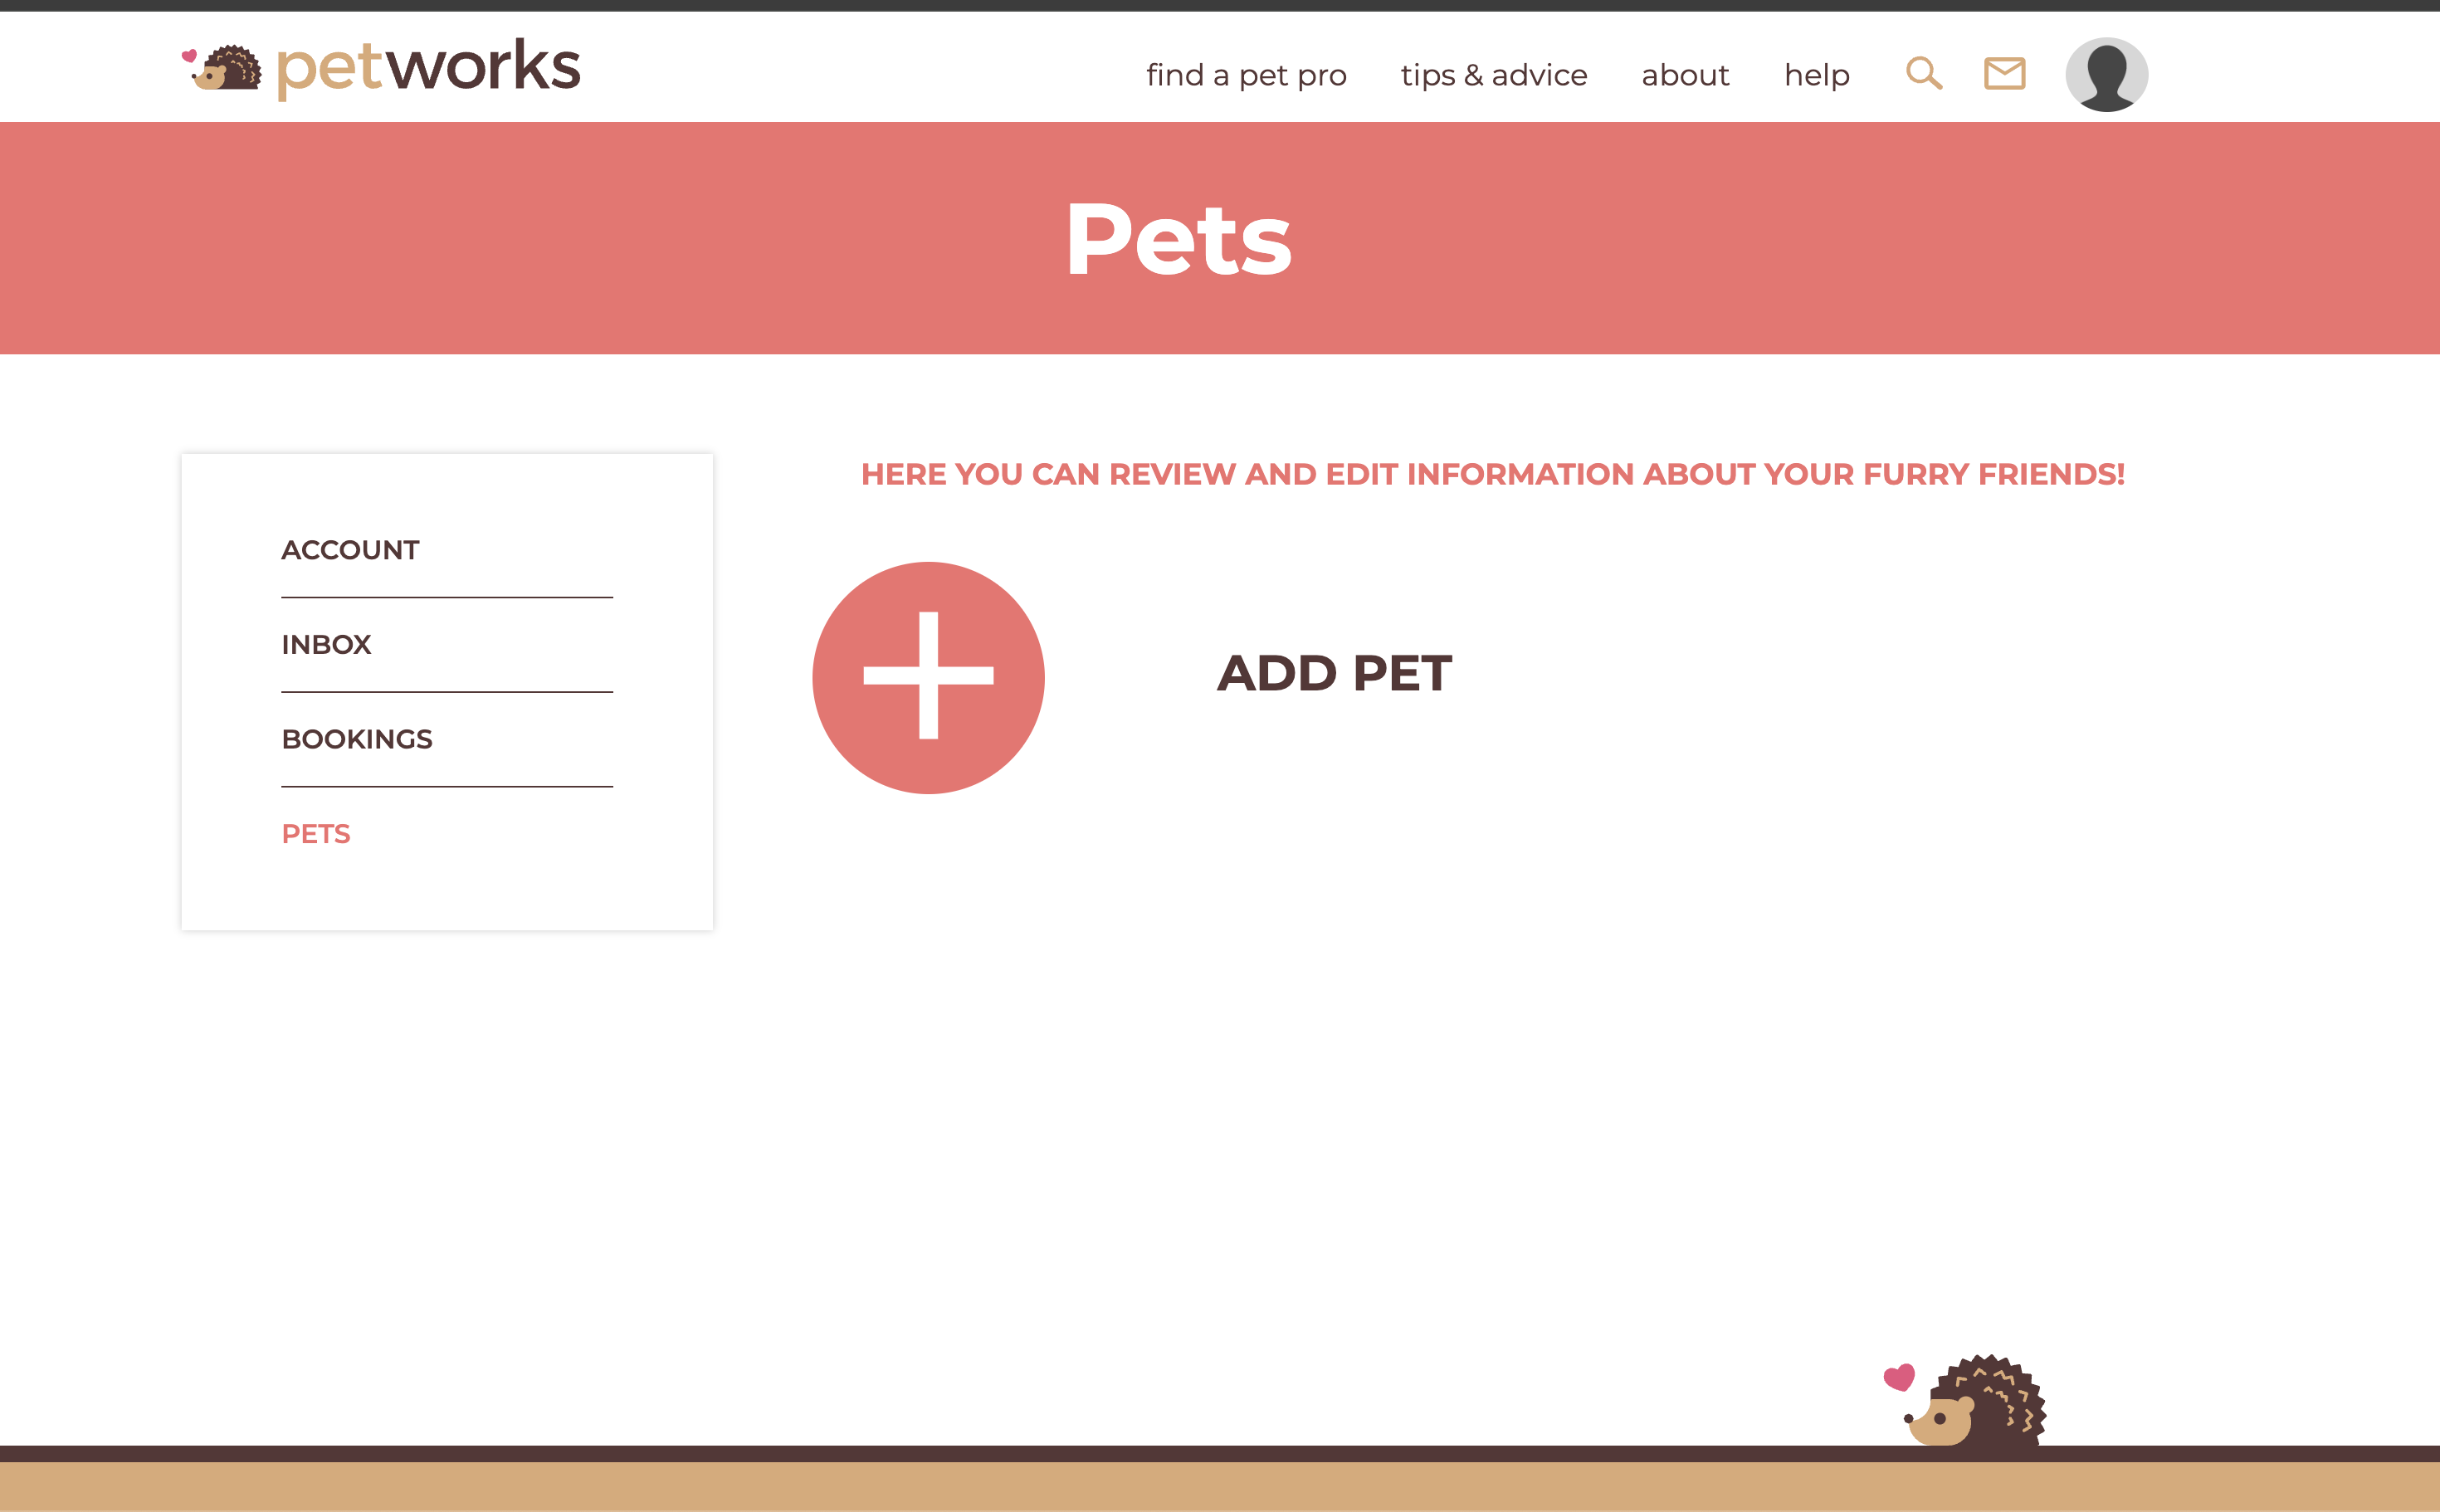 petworks
find a pet pro
tips & advice
about
help
Pets
HERE YOU CAN REVIEW AND EDIT INFORMATION ABOUT YOUR FURRY FRIENDS!
ACCOUNT
INBOX
BOOKINGS
PETS
ADD PET